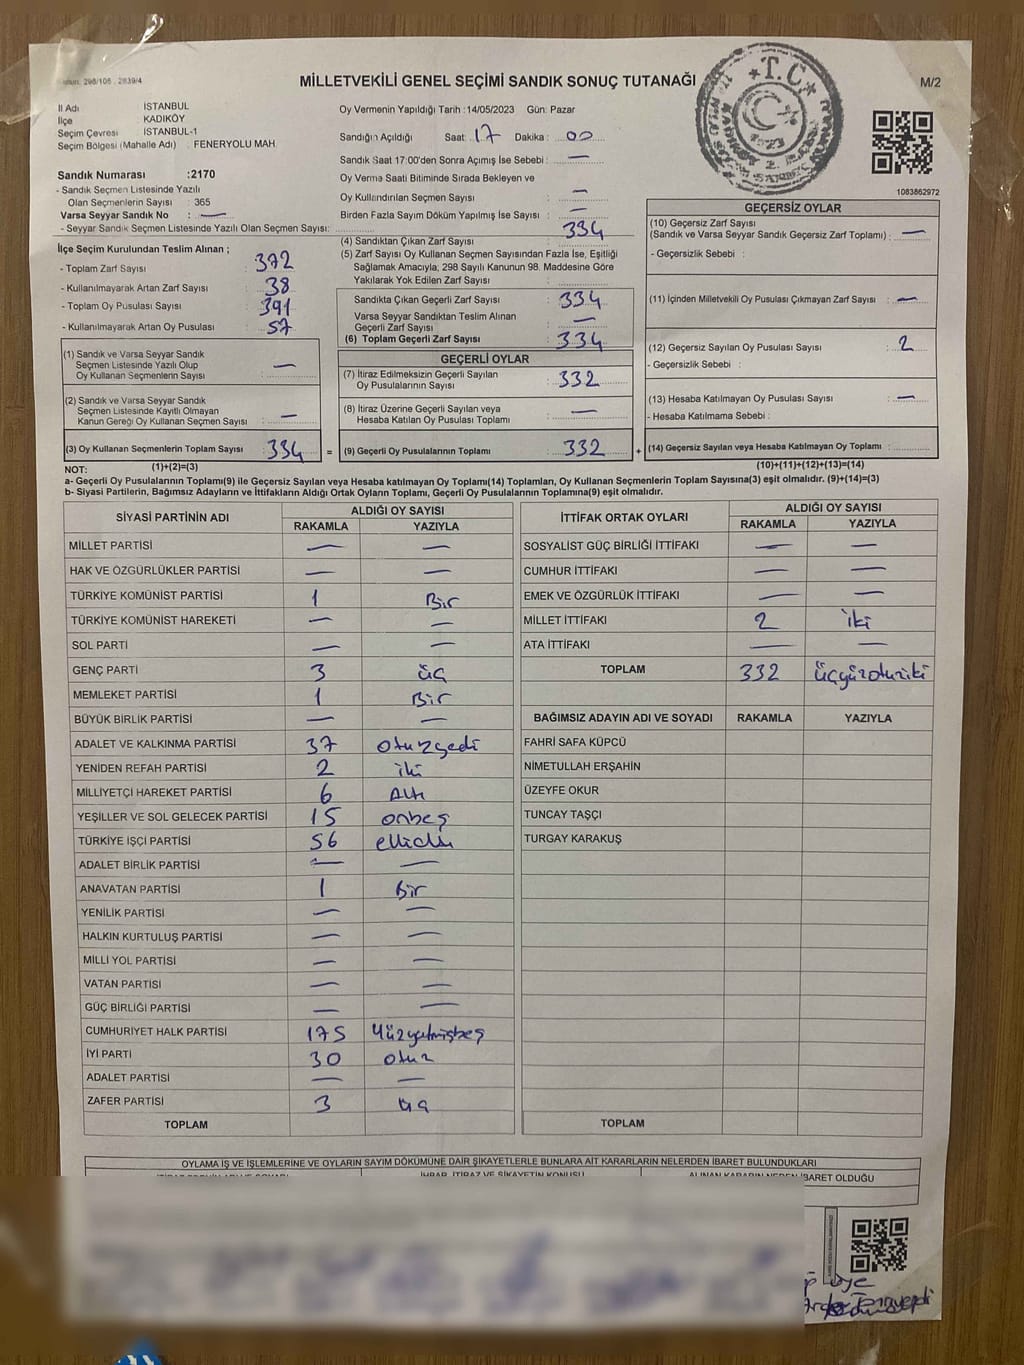 MİLLETVEKİLİ GENEL SEÇİMİ SANDIK SONUÇ TUTANAĞI
M/2
İl Adı İSTANBUL
İlçe KADIKÖY
Seçim Çevresi İSTANBUL-1
Seçim Bölgesi (Mahalle Adı) : FENERYOLU MAH.
Sandık Numarası :2170
- Sandık Seçmen Listesinde Yazılı
Olan Seçmenlerin Sayısı : 365
Varsa Seyyar Sandık No : —
- Seyyar Sandık Seçmen Listesinde Yazılı Olan Seçmen Sayısı:
İlçe Seçim Kurulundan Teslim Alınan ;
- Toplam Zarf Sayısı : 372
- Kullanılmayarak Artan Zarf Sayısı : 38
- Toplam Oy Pusulası Sayısı : 391
- Kullanılmayarak Artan Oy Pusulası : 57
(1) Sandık ve Varsa Seyyar Sandık
Seçmen Listesinde Yazılı Olup
Oy Kullanan Seçmenlerin Sayısı : —
(2) Sandık ve Varsa Seyyar Sandık
Seçmen Listesinde Kayıtlı Olmayan
Kanun Gereği Oy Kullanan Seçmen Sayısı : —
(3) Oy Kullanan Seçmenlerin Toplam Sayısı : 334 =
(1)+(2)=(3)
Oy Vermenin Yapıldığı Tarih :14/05/2023 Gün: Pazar
Sandığın Açıldığı Saat: 17 Dakika : 00
Sandık Saat 17:00'den Sonra Açımış İse Sebebi : —
Oy Verma Saati Bitiminde Sırada Bekleyen ve
Oy Kullandırılan Seçmen Sayısı : —
Birden Fazla Sayım Döküm Yapılmış İse Sayısı : —
(4) Sandıktan Çıkan Zarf Sayısı : 334
(5) Zarf Sayısı Oy Kullanan Seçmen Sayısından Fazla İse, Eşitliği
Sağlamak Amacıyla, 298 Sayılı Kanunun 98. Maddesine Göre
Yakılarak Yok Edilen Zarf Sayısı :
Sandıkta Çıkan Geçerli Zarf Sayısı : 334
Varsa Seyyar Sandıktan Teslim Alınan
Geçerli Zarf Sayısı : —
(6) Toplam Geçerli Zarf Sayısı : 334
GEÇERLİ OYLAR
(7) İtiraz Edilmeksizin Geçerli Sayılan
Oy Pusulalarının Sayısı : 332
(8) İtiraz Üzerine Geçerli Sayılan veya
Hesaba Katılan Oy Pusulası Toplamı : —
(9) Geçerli Oy Pusulalarının Toplamı : 332 +
T.C.
2023
1083862972
GEÇERSİZ OYLAR
(10) Geçersiz Zarf Sayısı
(Sandık ve Varsa Seyyar Sandık Geçersiz Zarf Toplamı) : —
- Geçersizlik Sebebi :
(11) İçinden Milletvekili Oy Pusulası Çıkmayan Zarf Sayısı : —
(12) Geçersiz Sayılan Oy Pusulası Sayısı : 2
- Geçersizlik Sebebi :
(13) Hesaba Katılmayan Oy Pusulası Sayısı : —
- Hesaba Katılmama Sebebi :
(14) Geçersiz Sayılan veya Hesaba Katılmayan Oy Toplamı :
(10)+(11)+(12)+(13)=(14)
NOT:
a- Geçerli Oy Pusulalarının Toplamı(9) ile Geçersiz Sayılan veya Hesaba katılmayan Oy Toplamı(14) Toplamları, Oy Kullanan Seçmenlerin Toplam Sayısına(3) eşit olmalıdır. (9)+(14)=(3)
b- Siyasi Partilerin, Bağımsız Adayların ve İttifakların Aldığı Ortak Oyların Toplamı, Geçerli Oy Pusulalarının Toplamına(9) eşit olmalıdır.
SİYASİ PARTİNİN ADI ALDIĞI OY SAYISI
RAKAMLA YAZIYLA
MİLLET PARTİSİ — —
HAK VE ÖZGÜRLÜKLER PARTİSİ — —
TÜRKİYE KOMÜNİST PARTİSİ 1 Bir
TÜRKİYE KOMÜNİST HAREKETİ — —
SOL PARTİ — —
GENÇ PARTİ 3 üç
MEMLEKET PARTİSİ 1 Bir
BÜYÜK BİRLİK PARTİSİ — —
ADALET VE KALKINMA PARTİSİ 37 otuzyedi
YENİDEN REFAH PARTİSİ 2 iki
MİLLİYETÇİ HAREKET PARTİSİ 6 Altı
YEŞİLLER VE SOL GELECEK PARTİSİ 15 onbeş
TÜRKİYE İŞÇİ PARTİSİ 56 ellialtı
ADALET BİRLİK PARTİSİ — —
ANAVATAN PARTİSİ 1 Bir
YENİLİK PARTİSİ — —
HALKIN KURTULUŞ PARTİSİ — —
MİLLİ YOL PARTİSİ — —
VATAN PARTİSİ — —
GÜÇ BİRLİĞİ PARTİSİ — —
CUMHURİYET HALK PARTİSİ 175 Yüzyetmişbeş
İYİ PARTİ 30 otuz
ADALET PARTİSİ — —
ZAFER PARTİSİ 3 üç
TOPLAM
İTTİFAK ORTAK OYLARI ALDIĞI OY SAYISI
RAKAMLA YAZIYLA
SOSYALİST GÜÇ BİRLİĞİ İTTİFAKI — —
CUMHUR İTTİFAKI — —
EMEK VE ÖZGÜRLÜK İTTİFAKI — —
MİLLET İTTİFAKI 2 iki
ATA İTTİFAKI — —
TOPLAM 332 üçyüzotuziki
BAĞIMSIZ ADAYIN ADI VE SOYADI RAKAMLA YAZIYLA
FAHRİ SAFA KÜPCÜ
NİMETULLAH ERŞAHİN
ÜZEYFE OKUR
TUNCAY TAŞÇI
TURGAY KARAKUŞ
TOPLAM
OYLAMA İŞ VE İŞLEMLERİNE VE OYLARIN SAYIM DÖKÜMÜNE DAİR ŞİKAYETLERLE BUNLARA AİT KARARLARIN NELERDEN İBARET BULUNDUKLARI
İHBAR, İTİRAZ VE ŞİKAYETİN KONUSU ALINAN KARARIN NEDEN İBARET OLDUĞU
üye